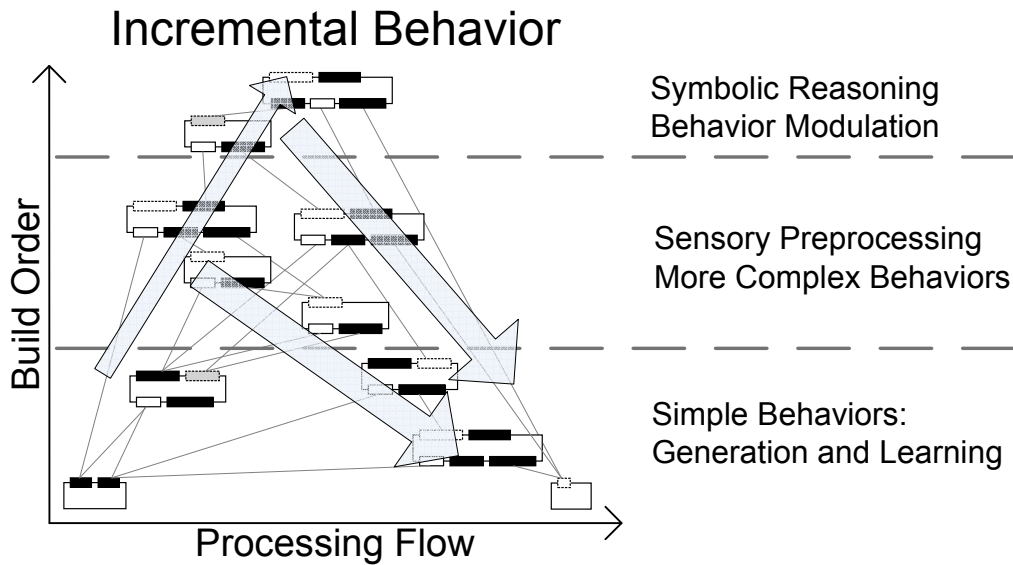 Incremental Behavior
Symbolic Reasoning
Behavior Modulation
Build Order
Sensory Preprocessing
More Complex Behaviors
Simple Behaviors:
Generation and Learning
Processing Flow